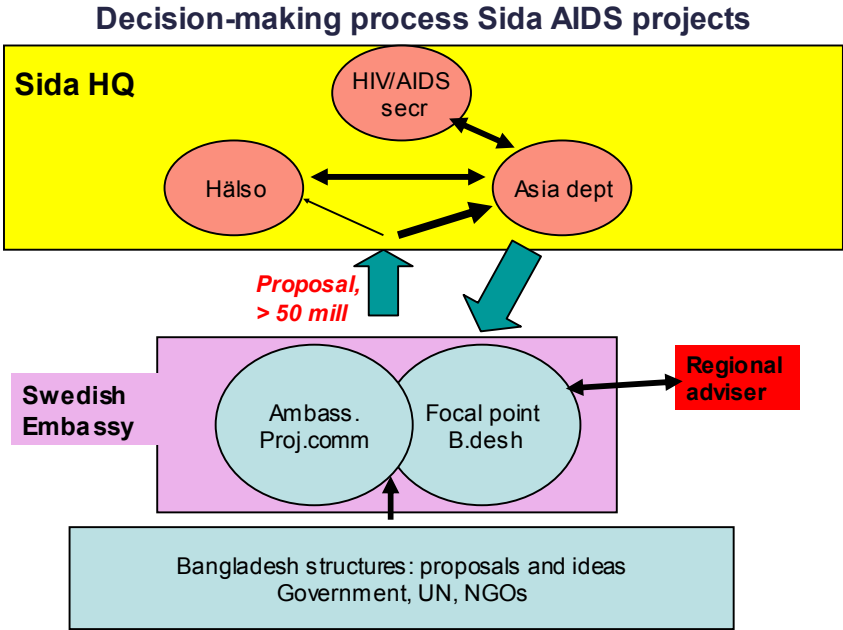 Decision-making process Sida AIDS projects
Sida HQ
HIV/AIDS
secr
Hälso
Asia dept
Proposal,
> 50 mill
Swedish
Embassy
Ambass.
Proj.comm
Focal point
B.desh
Regional
adviser
Bangladesh structures: proposals and ideas
Government, UN, NGOs